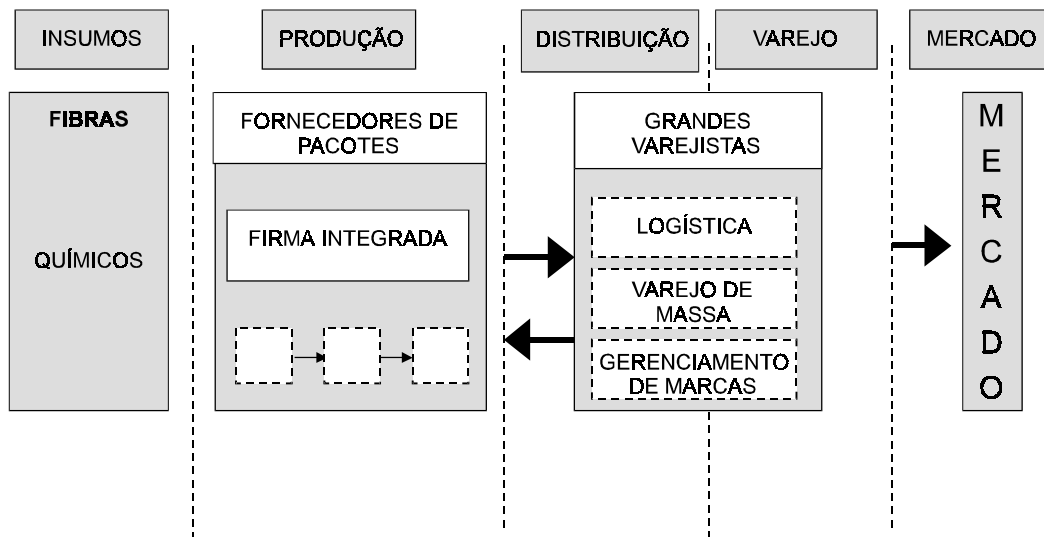 INSUMOS
PRODUÇÃO
DISTRIBUIÇÃO
VAREJO
MERCADO
FIBRAS
QUÍMICOS
FORNECEDORES DE
PACOTES
FIRMA INTEGRADA
GRANDES
VAREJISTAS
LOGÍSTICA
VAREJO DE
MASSA
GERENCIAMENTO
DE MARCAS
M
E
R
C
A
D
O